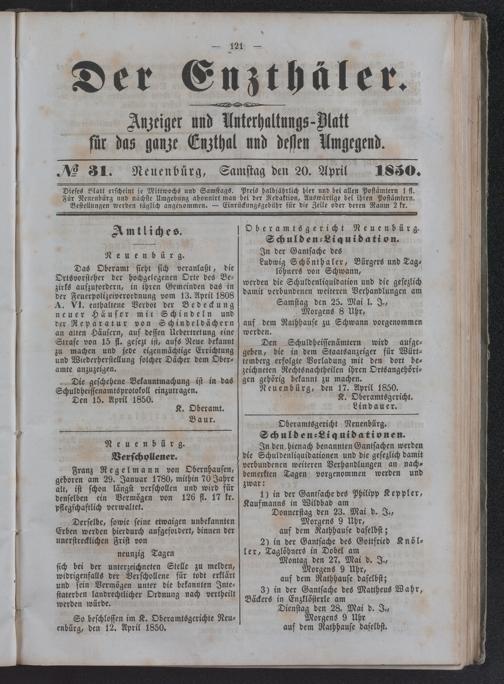 — 121 —
Der Enzthäler.
Anzeiger und Unterhaltungs-Blatt
für das ganze Enzthal und dessen Umgegend.
№ 31. Neuenbürg, Samstag den 20. April 1850.
Dieses Blatt erscheint je Mittwochs und Samstags. Preis halbjährlich hier und bei allen Postämtern 1 fl.
Für Neuenbürg und nächste Umgebung abonnirt man bei der Redaktion, Auswärtige bei ihren Postämtern.
Bestellungen werden täglich angenommen. — Einrückungsgebühr für die Zeile oder deren Raum 2 kr.
Amtliches.
Neuenbürg.
Das Oberamt sieht sich veranlaßt, die
Ortsvorsteher der hochgelegenen Orte des Be-
zirks aufzufordern, in ihren Gemeinden das in
der Feuerpolizeiverordnung vom 13. April 1808
A. VI. enthaltene Verbot der Bedeckung
neuer Häuser mit Schindeln und
der Reparatur von Schindeldächern
an alten Häusern, auf dessen Uebertretung eine
Strafe von 15 fl. gesezt ist, aufs Neue bekannt
zu machen und jede eigenmächtige Errichtung
und Wiederherstellung solcher Dächer dem Ober-
amte anzuzeigen.
Die geschehene Bekanntmachung ist in das
Schuldheissenamtsprotokoll einzutragen.
Den 15. April 1850.
K. Oberamt.
Baur.
Neuenbürg.
Verschollener.
Franz Regelmann von Obernhausen,
geboren am 29. Januar 1780, mithin 70 Jahre
alt, ist schon längst verschollen und wird für
denselben ein Vermögen von 126 fl. 17 kr.
pflegschaftlich verwaltet.
Derselbe, sowie seine etwaigen unbekannten
Erben werden hierdurch aufgefordert, binnen der
unerstrecklichen Frist von
neunzig Tagen
sich bei der unterzeichneten Stelle zu melden,
widrigenfalls der Verschollene für todt erklärt
und sein Vermögen unter die bekannten Inte-
staterben landrechtlicher Ordnung nach vertheilt
werden würde.
So beschlossen im K. Oberamtsgerichte Neu-
enbürg, den 12. April 1850.
Oberamtsgericht Neuenbürg.
Schulden-Liquidation.
In der Gantsache des
Ludwig Schönthaler, Bürgers und Tag-
löhners von Schwann,
werden die Schuldenliquidation und die gesezlich
damit verbundenen weiteren Verhandlungen am
Samstag den 25. Mai l. J.,
Morgens 8 Uhr,
auf dem Rathhause zu Schwann vorgenommen
werden.
Den Schuldheissenämtern wird aufge-
geben, die in dem Staatsanzeiger für Würt-
temberg erfolgte Vorladung mit den dort be-
zeichneten Rechtsnachtheilen ihren Ortsangehöri-
gen gehörig bekannt zu machen.
Neuenbürg, den 17. April 1850.
K. Oberamtsgericht.
Lindauer.
Oberamtsgericht Neuenbürg.
Schulden-Liquidationen.
In den hienach benannten Gantsachen werden
die Schuldenliquidationen und die gesezlich damit
verbundenen weiteren Verhandlungen an nach-
bemerkten Tagen vorgenommen werden und
zwar:
1) in der Gantsache des Philipp Keppler,
Kaufmanns in Wildbad am
Donnerstag den 23. Mai d. J.,
Morgens 9 Uhr,
auf dem Rathhause daselbst;
2) in der Gantsache des Gottfried Knöl-
ler, Taglöhners in Dobel am
Montag den 27. Mai d. J.,
Morgens 9 Uhr,
auf dem Rathhause daselbst;
3) in der Gantsache des Mattheus Wahr,
Bäckers in Enzklösterle am
Dienstag den 28. Mai d. J.,
Morgens 9 Uhr
auf dem Rathhause daselbst.